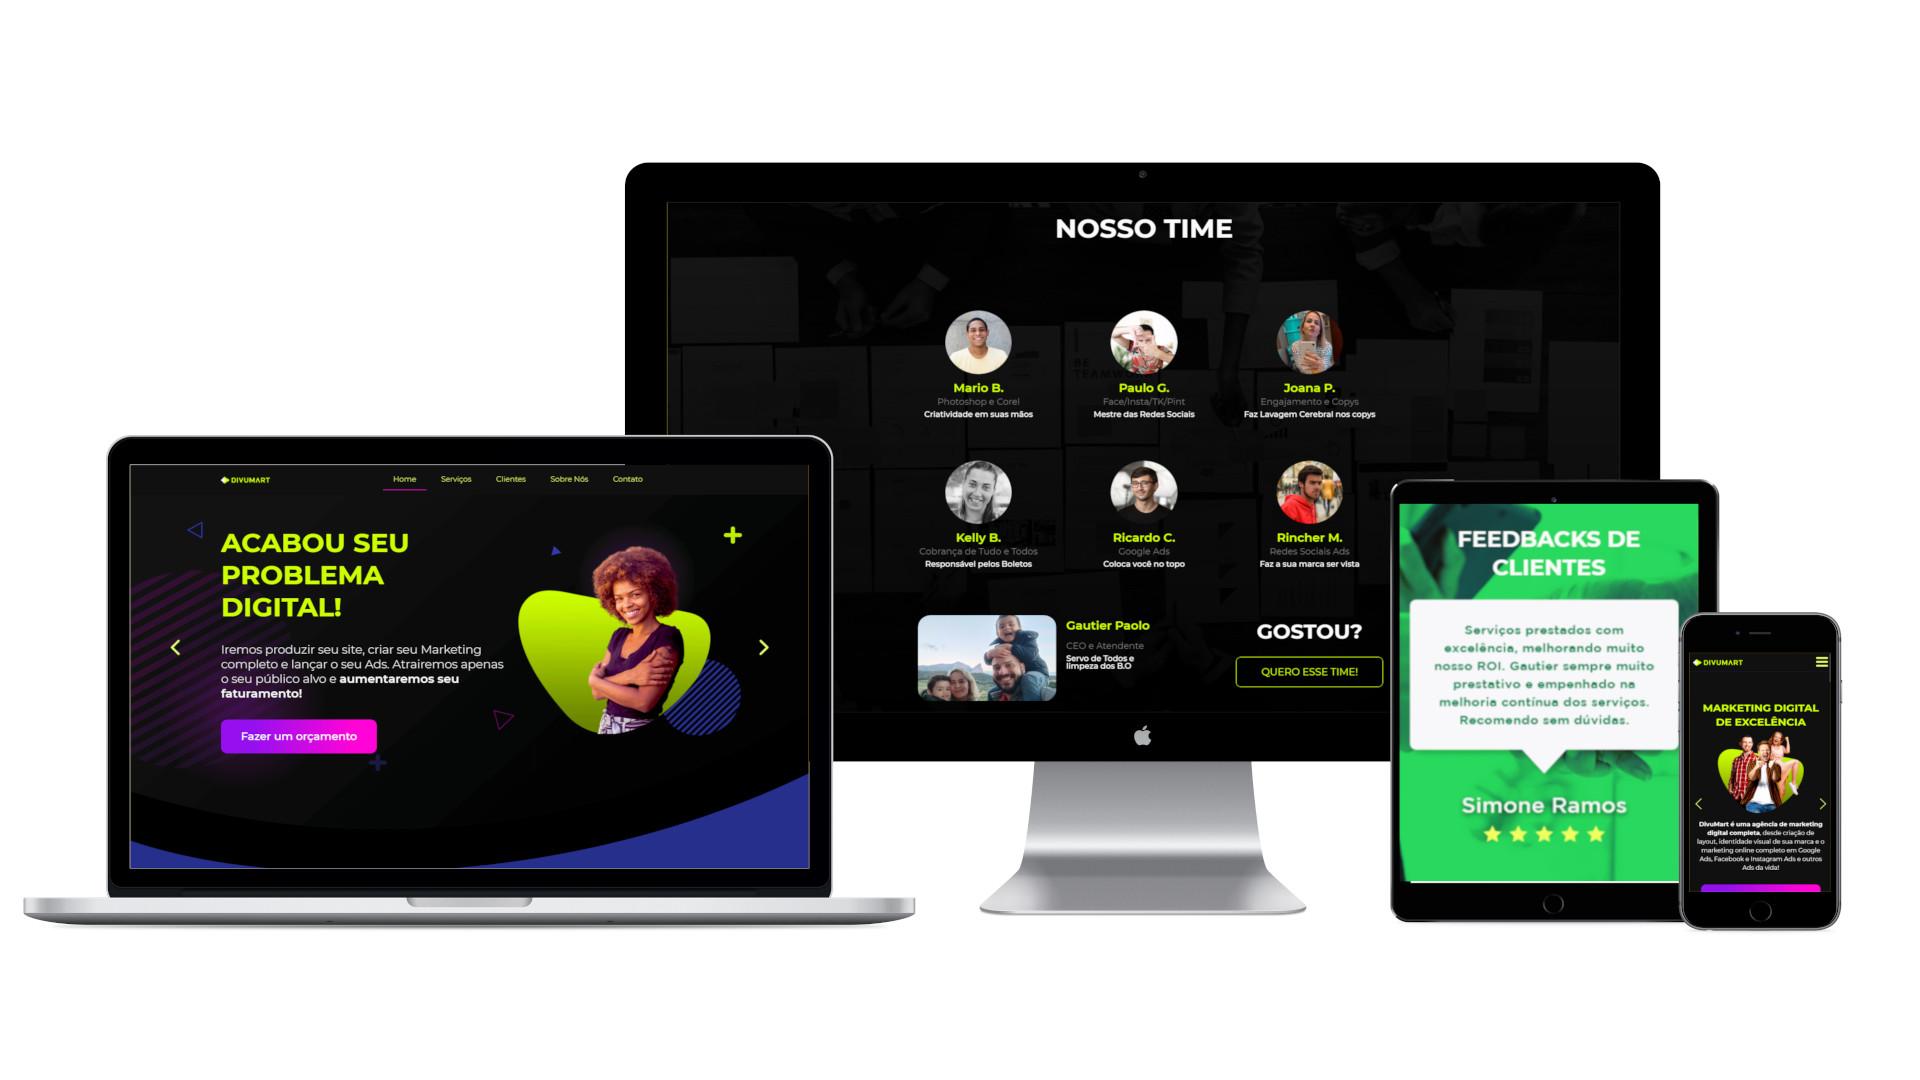 NOSSO TIME
BE
TEAMWORK
Mario B.
Photoshop e Corel
Criatividade em suas mãos
Paulo G.
Face/Insta/TK/Pint
Mestre das Redes Sociais
Joana P.
Engajamento e Copys
Faz Lavagem Cerebral nos copys
Kelly B.
Cobrança de Tudo e Todos
Responsável pelos Boletos
Ricardo C.
Google Ads
Coloca você no topo
Rincher M.
Redes Sociais Ads
Faz a sua marca ser vista
Gautier Paolo
CEO e Atendente
Servo de Todos e
limpeza dos B.O
GOSTOU?
QUERO ESSE TIME!
DIVUMART
Home Serviços Clientes Sobre Nós Contato
ACABOU SEU
PROBLEMA
DIGITAL!
Iremos produzir seu site, criar seu Marketing
completo e lançar o seu Ads. Atrairemos apenas
o seu público alvo e aumentaremos seu
faturamento!
Fazer um orçamento
FEEDBACKS DE
CLIENTES
Serviços prestados com
excelência, melhorando muito
nosso ROI. Gautier sempre muito
prestativo e empenhado na
melhoria contínua dos serviços.
Recomendo sem dúvidas.
Simone Ramos
DIVUMART
MARKETING DIGITAL
DE EXCELÊNCIA
DivuMart é uma agência de marketing
digital completa, desde criação de
layout, identidade visual de sua marca e o
marketing online completo em Google
Ads, Facebook e Instagram Ads e outros
Ads da vida!